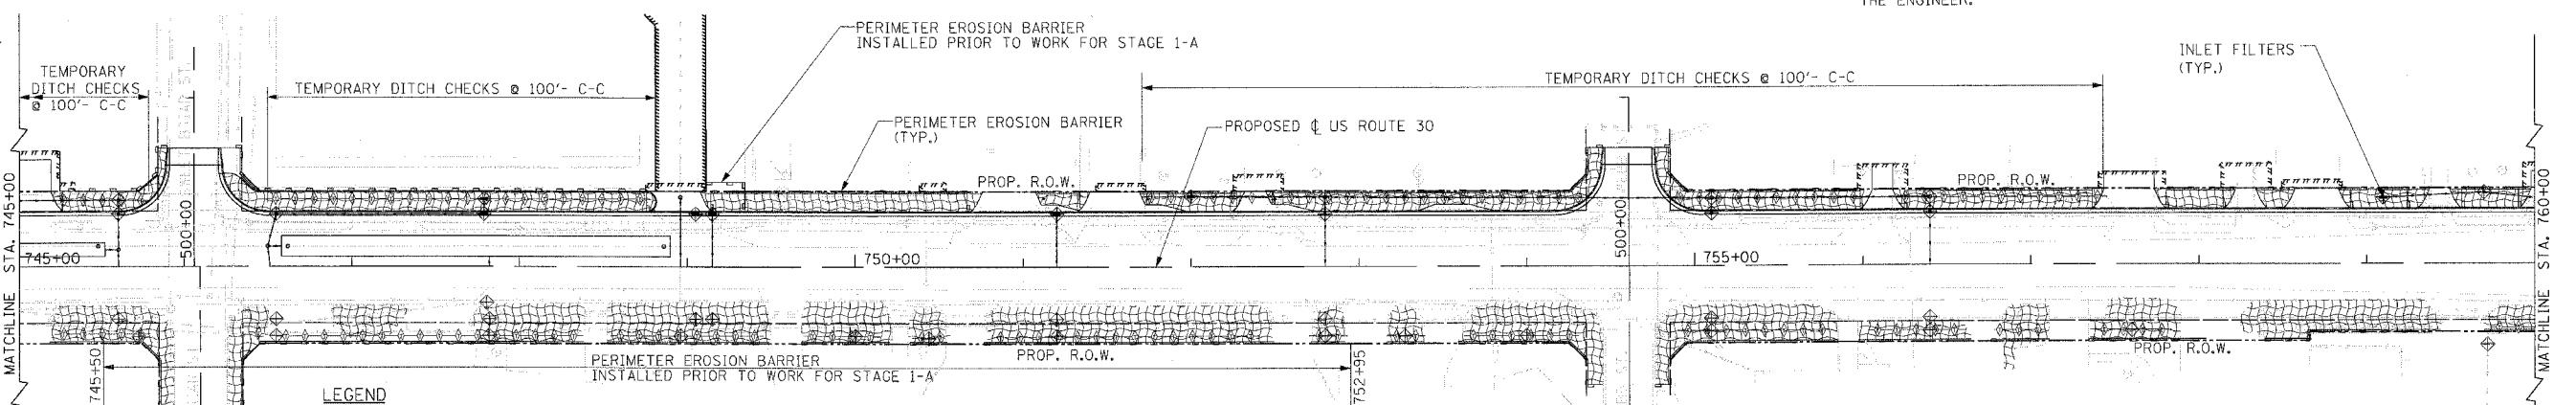 THE ENGINEER.
PERIMETER EROSION BARRIER
INSTALLED PRIOR TO WORK FOR STAGE 1-A
INLET FILTERS
(TYP.)
TEMPORARY
DITCH CHECKS
@ 100'- C-C
TEMPORARY DITCH CHECKS @ 100'- C-C
TEMPORARY DITCH CHECKS @ 100'- C-C
PERIMETER EROSION BARRIER
(TYP.)
PROPOSED ℄ US ROUTE 30
PROP. R.O.W.
PROP. R.O.W.
MATCHLINE STA. 745+00
500+00
500+00
MATCHLINE STA. 760+00
745+00
750+00
755+00
745+50
PERIMETER EROSION BARRIER
INSTALLED PRIOR TO WORK FOR STAGE 1-A
PROP. R.O.W.
752+95
PROP. R.O.W.
LEGEND